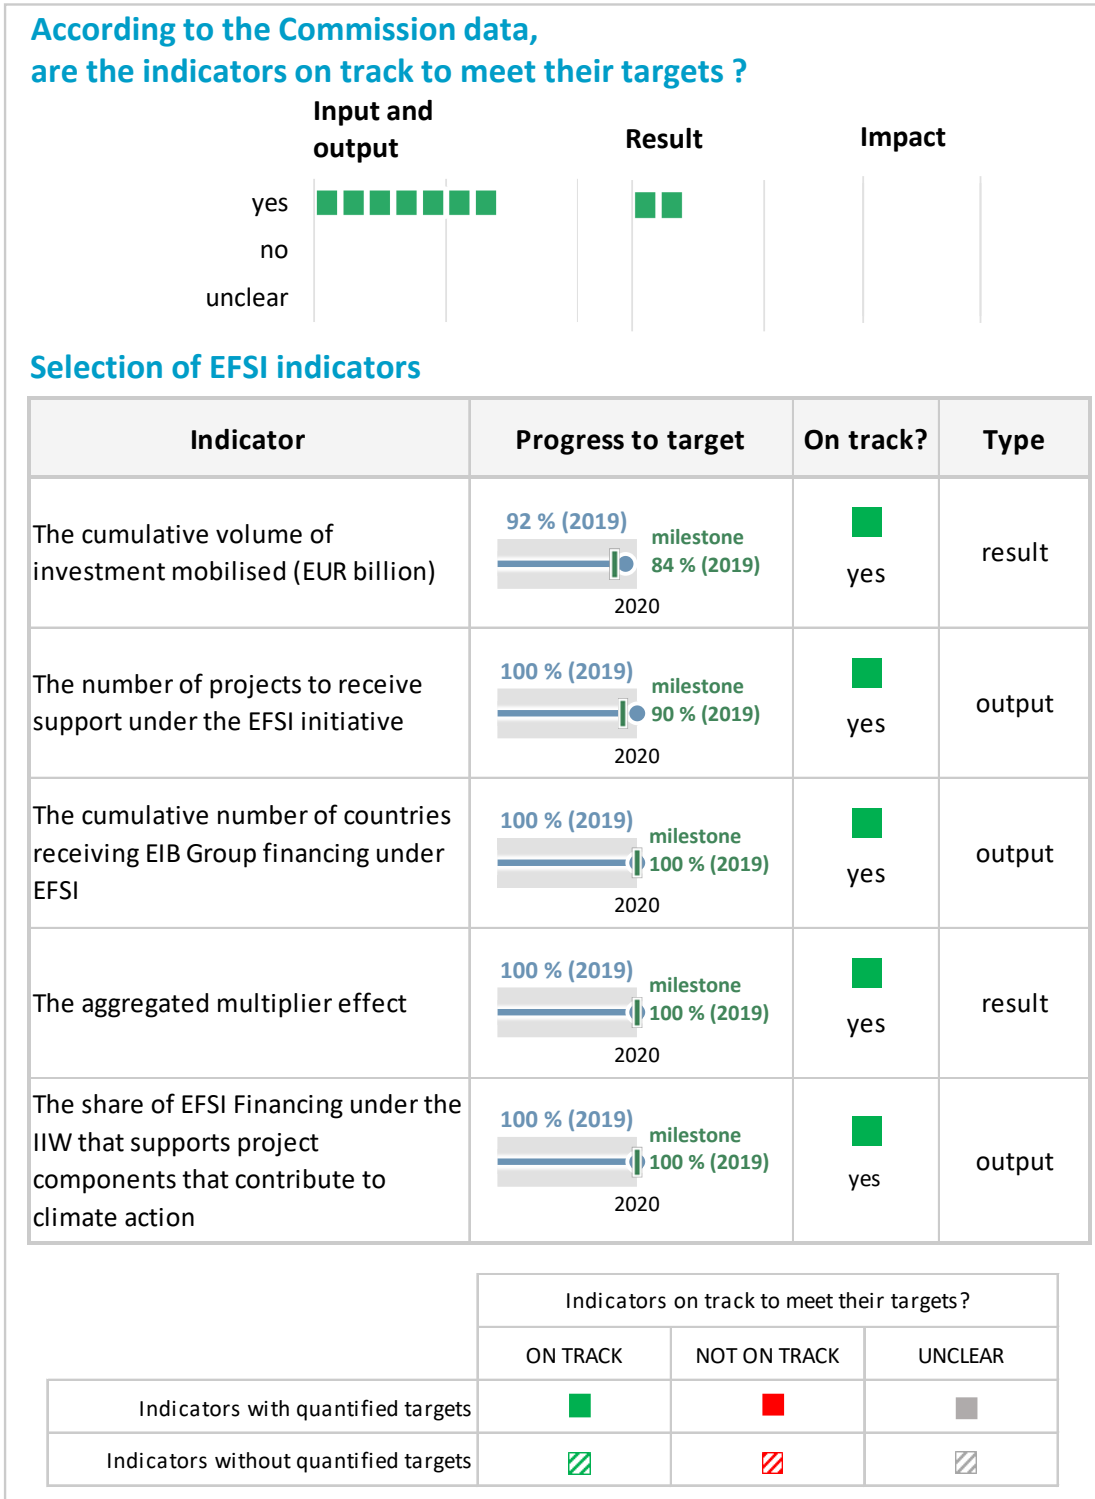 According to the Commission data,
are the indicators on track to meet their targets ?
Input and
output
Result
Impact
yes
no
unclear
Selection of EFSI indicators
Indicator
Progress to target
On track?
Type
The cumulative volume of
investment mobilised (EUR billion)
92 % (2019)
milestone
84 % (2019)
2020
yes
result
The number of projects to receive
support under the EFSI initiative
100 % (2019)
milestone
90 % (2019)
2020
yes
output
The cumulative number of countries
receiving EIB Group financing under
EFSI
100 % (2019)
milestone
100 % (2019)
2020
yes
output
The aggregated multiplier effect
100 % (2019)
milestone
100 % (2019)
2020
yes
result
The share of EFSI Financing under the
IIW that supports project
components that contribute to
climate action
100 % (2019)
milestone
100 % (2019)
2020
yes
output
Indicators on track to meet their targets?
ON TRACK
NOT ON TRACK
UNCLEAR
Indicators with quantified targets
Indicators without quantified targets